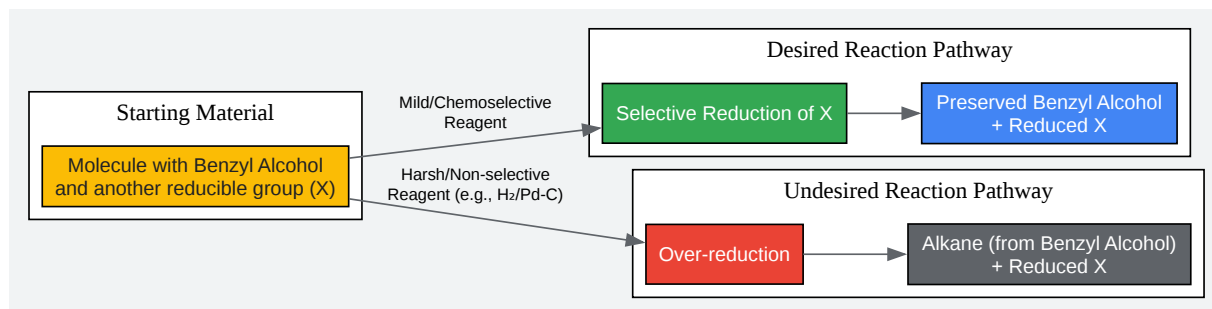 Starting Material
Molecule with Benzyl Alcohol
and another reducible group (X)
Mild/Chemoselective
Reagent
Harsh/Non-selective
Reagent (e.g., H₂/Pd-C)
Desired Reaction Pathway
Selective Reduction of X
Preserved Benzyl Alcohol
+ Reduced X
Undesired Reaction Pathway
Over-reduction
Alkane (from Benzyl Alcohol)
+ Reduced X